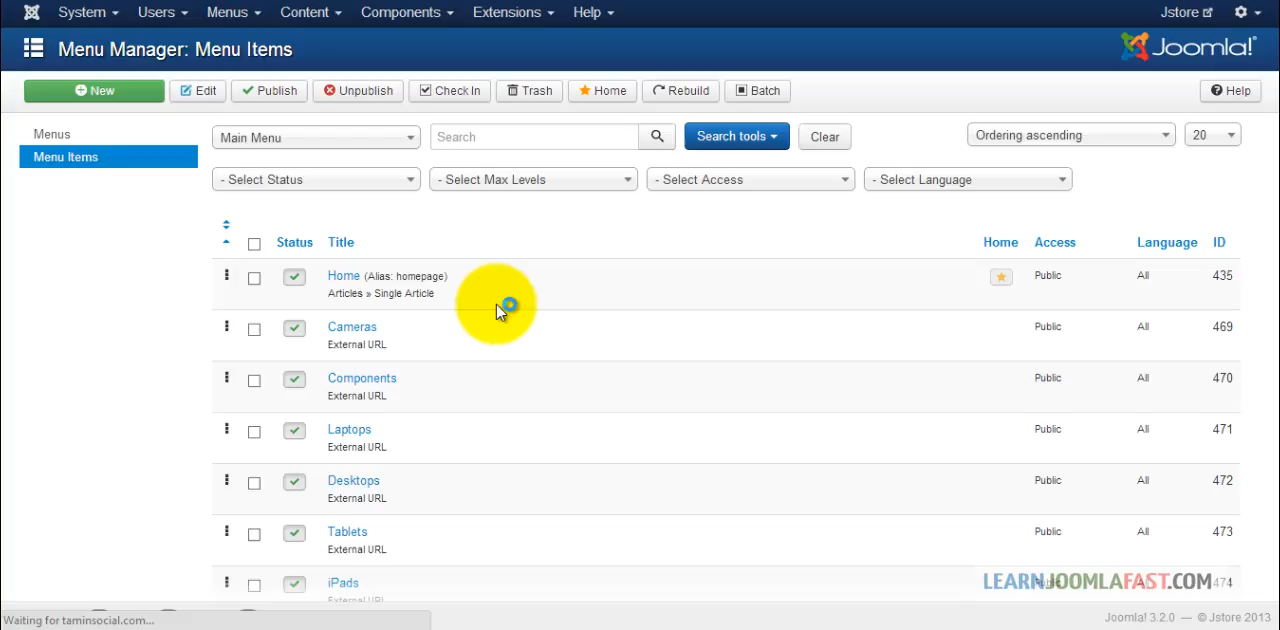 System Users Menus Content Components Extensions Help Jstore
Menu Manager: Menu Items Joomla!®
New Edit Publish Unpublish Check In Trash Home Rebuild Batch Help
Menus
Menu Items
Main Menu Search Search tools Clear Ordering ascending 20
- Select Status - Select Max Levels - Select Access - Select Language
Status Title Home Access Language ID
Home (Alias: homepage) Public All 435
Articles » Single Article
Cameras Public All 469
External URL
Components Public All 470
External URL
Laptops Public All 471
External URL
Desktops Public All 472
External URL
Tablets Public All 473
External URL
iPads 474
External URL
LEARNJOOMLAFAST.COM
Waiting for taminsocial.com...
Joomla! 3.2.0 — © Jstore 2013